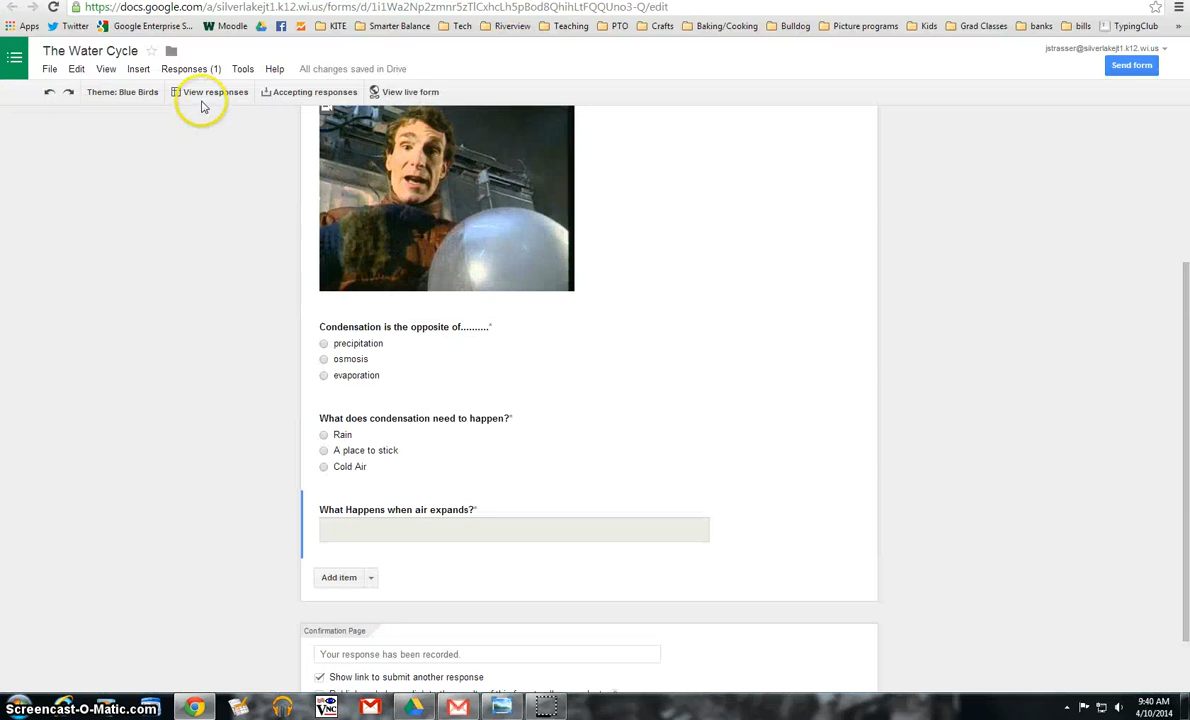 https://docs.google.com/a/silverlakejt1.k12.wi.us/forms/d/1i1Wa2Np2zmnr5zTlCxhcLh5pBod8QhihLtFQQUno3-Q/edit
Apps Twitter Google Enterprise S... Moodle KITE Smarter Balance Tech Riverview Teaching PTO Crafts Baking/Cooking Bulldog Picture programs Kids Grad Classes banks bills TypingClub
The Water Cycle
jstrasser@silverlakejt1.k12.wi.us
Send form
File Edit View Insert Responses (1) Tools Help All changes saved in Drive
Theme: Blue Birds View responses Accepting responses View live form
Condensation is the opposite of..........*
precipitation
osmosis
evaporation
What does condensation need to happen?*
Rain
A place to stick
Cold Air
What Happens when air expands?*
Add item
Confirmation Page
Your response has been recorded.
Show link to submit another response
Screencast-O-Matic.com
9:40 AM
4/10/2014